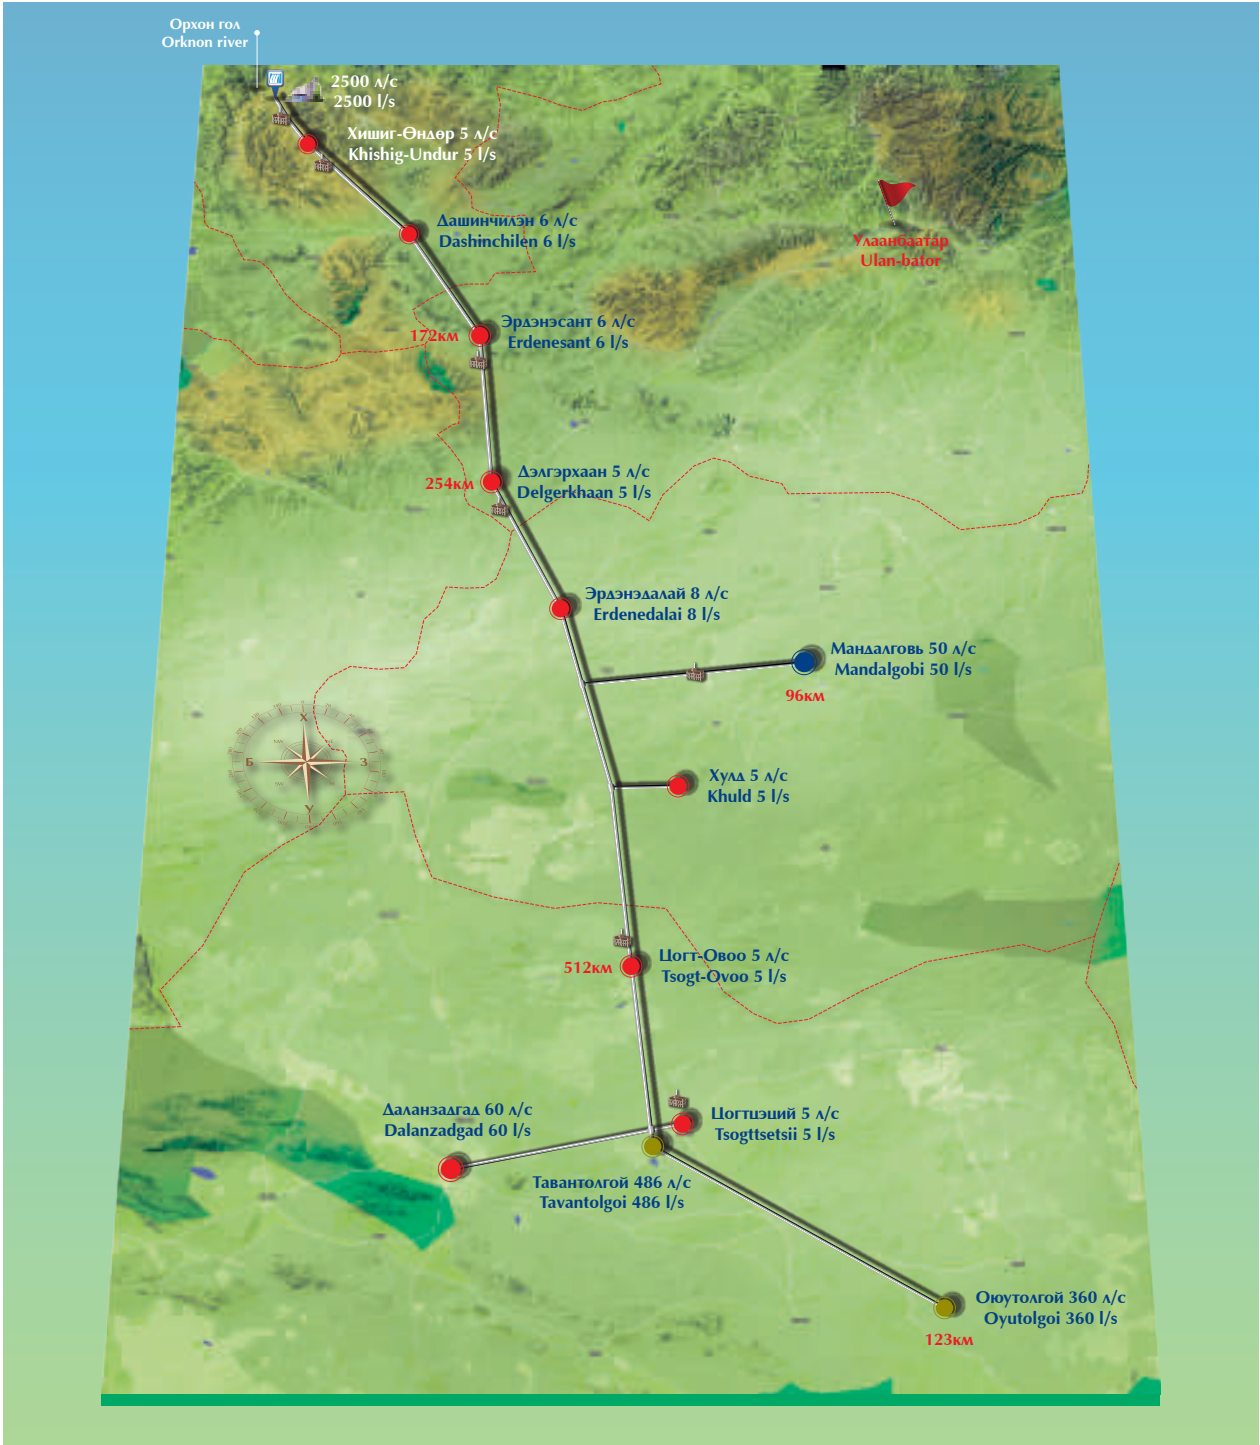 Орхон гол
Orknon river
2500 л/с
2500 l/s
Хишиг-Өндөр 5 л/с
Khishig-Undur 5 l/s
Дашинчилэн 6 л/с
Dashinchilen 6 l/s
Улаанбаатар
Ulan-bator
Эрдэнэсант 6 л/с
Erdenesant 6 l/s
172км
Дэлгэрхаан 5 л/с
Delgerkhaan 5 l/s
254км
Эрдэнэдалай 8 л/с
Erdenedalai 8 l/s
Мандалговь 50 л/с
Mandalgobi 50 l/s
96км
Х
Б
З
У
Хулд 5 л/с
Khuld 5 l/s
Цогт-Овоо 5 л/с
Tsogt-Ovoo 5 l/s
512км
Даланзадгад 60 л/с
Dalanzadgad 60 l/s
Цогтцэций 5 л/с
Tsogttsetsii 5 l/s
Тавантолгой 486 л/с
Tavantolgoi 486 l/s
Оюутолгой 360 л/с
Oyutolgoi 360 l/s
123км